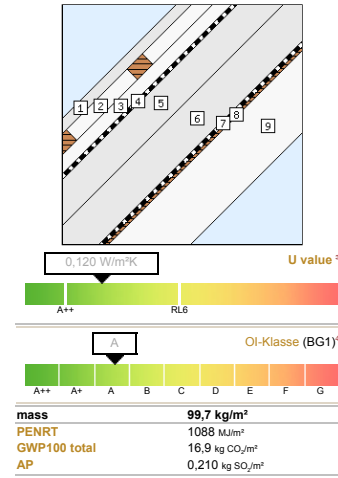 1 2 3 4 5
6 7 8 9
0,120 W/m²K
U value
A++ RL6
A
OI-Klasse (BG1)
A++ A+ A B C D E F G
mass 99,7 kg/m²
PENRT 1088 MJ/m²
GWP100 total 16,9 kg CO₂/m²
AP 0,210 kg SO₂/m²